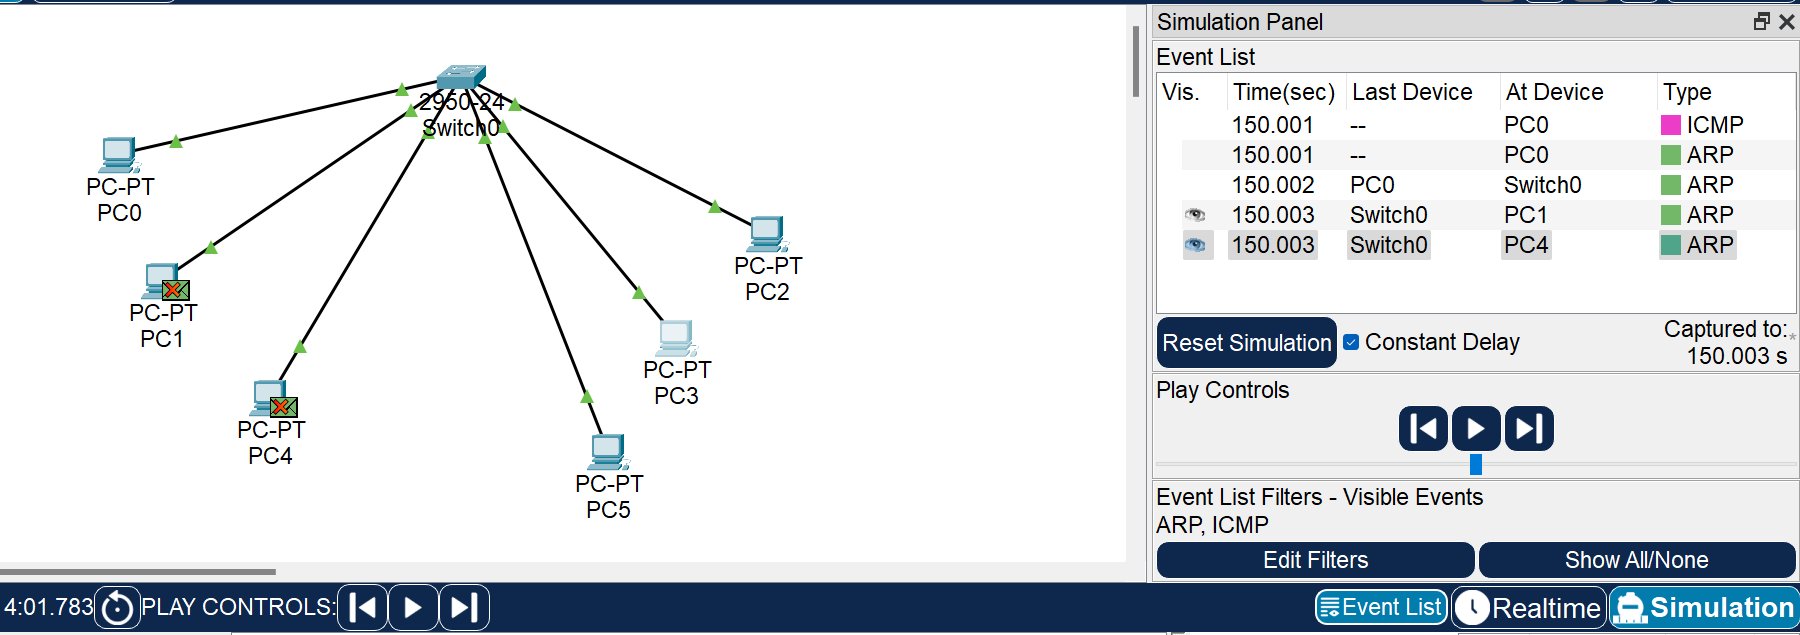 2950-24
Switch0
PC-PT
PC0
PC-PT
PC1
PC-PT
PC4
PC-PT
PC5
PC-PT
PC3
PC-PT
PC2
Simulation Panel
Event List
Vis. Time(sec) Last Device At Device Type
150.001 -- PC0 ICMP
150.001 -- PC0 ARP
150.002 PC0 Switch0 ARP
150.003 Switch0 PC1 ARP
150.003 Switch0 PC4 ARP
Reset Simulation Constant Delay Captured to:*
150.003 s
Play Controls
Event List Filters - Visible Events
ARP, ICMP
Edit Filters Show All/None
4:01.783 PLAY CONTROLS: Event List Realtime Simulation